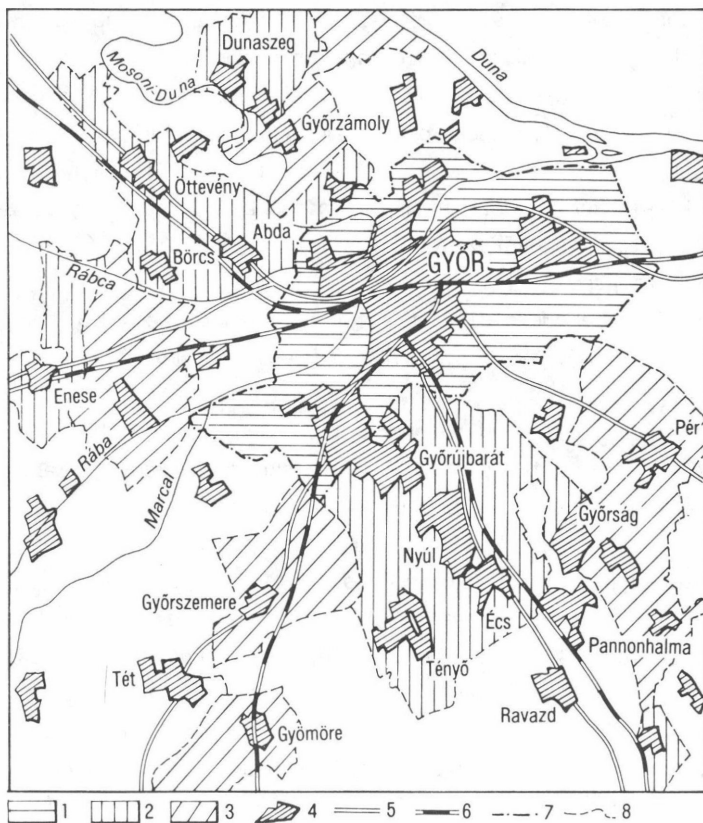 Dunaszeg
Duna
Mosoni-Duna
Győrzámoly
Öttevény
Abda
Börcs
GYŐR
Rábca
Enese
Rába
Pér
Győrújbarát
Marcal
Győrság
Nyúl
Győrszemere
Écs
Pannonhalma
Tét
Tényő
Ravazd
Gyömöre
1 2 3 4 5 6 7 8